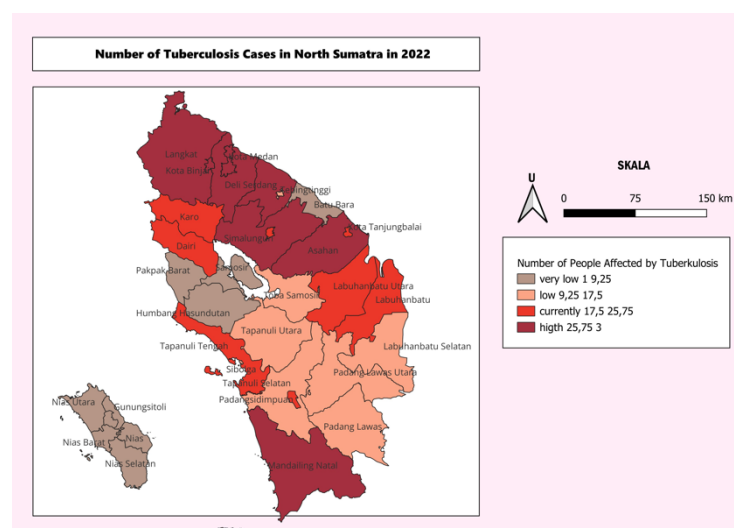 Number of Tuberculosis Cases in North Sumatra in 2022
Langkat
Kota Medan
Kota Binjai
Deli Serdang
Tebingtinggi
Batu Bara
Karo
Kota Tanjungbalai
Simalungun
Asahan
Dairi
Pakpak Barat
Samosir
Toba Samosir
Labuhanbatu Utara
Labuhanbatu
Humbang Hasundutan
Tapanuli Utara
Tapanuli Tengah
Labuhanbatu Selatan
Sibolga
Padang Lawas Utara
Tapanuli Selatan
Padangsidimpuan
Nias Utara
Gunungsitoli
Padang Lawas
Nias Barat
Nias
Nias Selatan
Mandailing Natal
SKALA
U
0 75 150 km
Number of People Affected by Tuberkulosis
very low 1 9,25
low 9,25 17,5
currently 17,5 25,75
higth 25,75 3